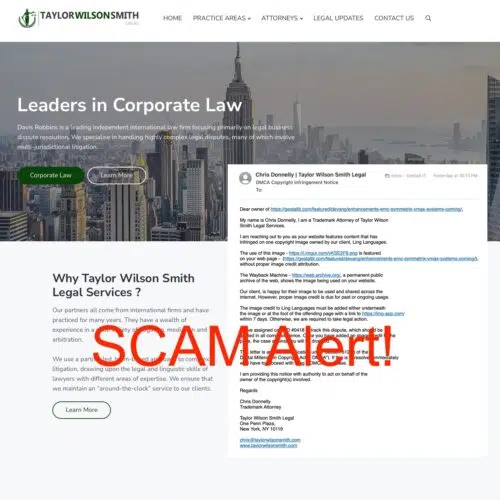 TAYLORWILSONSMITH
LEGAL
HOME PRACTICE AREAS ATTORNEYS LEGAL UPDATES CONTACT US
Leaders in Corporate Law
Davis Robbins is a leading independent international law firm focusing primarily on legal business
dispute resolution. We specialise in handling highly complex legal disputes, many of which involve
multi-jurisdictional litigation.
Corporate Law Learn More
Chris Donnelly | Taylor Wilson Smith Legal
DMCA Copyright Infringement Notice
To:
Yesterday at
Dear owner of
My name is Chris Donnelly, I am a Trademark Attorney of Taylor Wilson
Smith Legal Services.
I am reaching out to you as your website features content that has
infringed on one copyright image owned by our client, Ling Languages.
The use of this image - is featured
on your web page -
without proper image credit attribution.
The Wayback Machine - https://web.archive.org/, a permanent public
archive of the web, shows the image being used on your website.
Our client, is happy for their image to be used and shared across the
internet. However, proper image credit is due for past or ongoing usage.
The image credit to Ling Languages must be added either underneath
the image or at the foot of the offending page with a link to https://ling-app.com/
within 7 days. Otherwise, we are required to take legal action.
Why Taylor Wilson Smith
Legal Services ?
Our partners all come from international firms and have
practiced for many years. They have a wealth of
experience in a
mediation and
arbitration.
SCAM Alert!
We use a
complex
litigation, drawing upon the legal and linguistic skills of
lawyers with different areas of expertise. We ensure that
we maintain an "around-the-clock" service to our clients.
Learn More
I am providing this notice with authority to act on behalf of the
owner of the copyright(s) involved.
Regards
Chris Donnelly
Trademark Attorney
Taylor Wilson Smith Legal
One Penn Plaza,
New York, NY 10119
chris@taylorwilsonsmith.com
www.taylorwilsonsmith.com